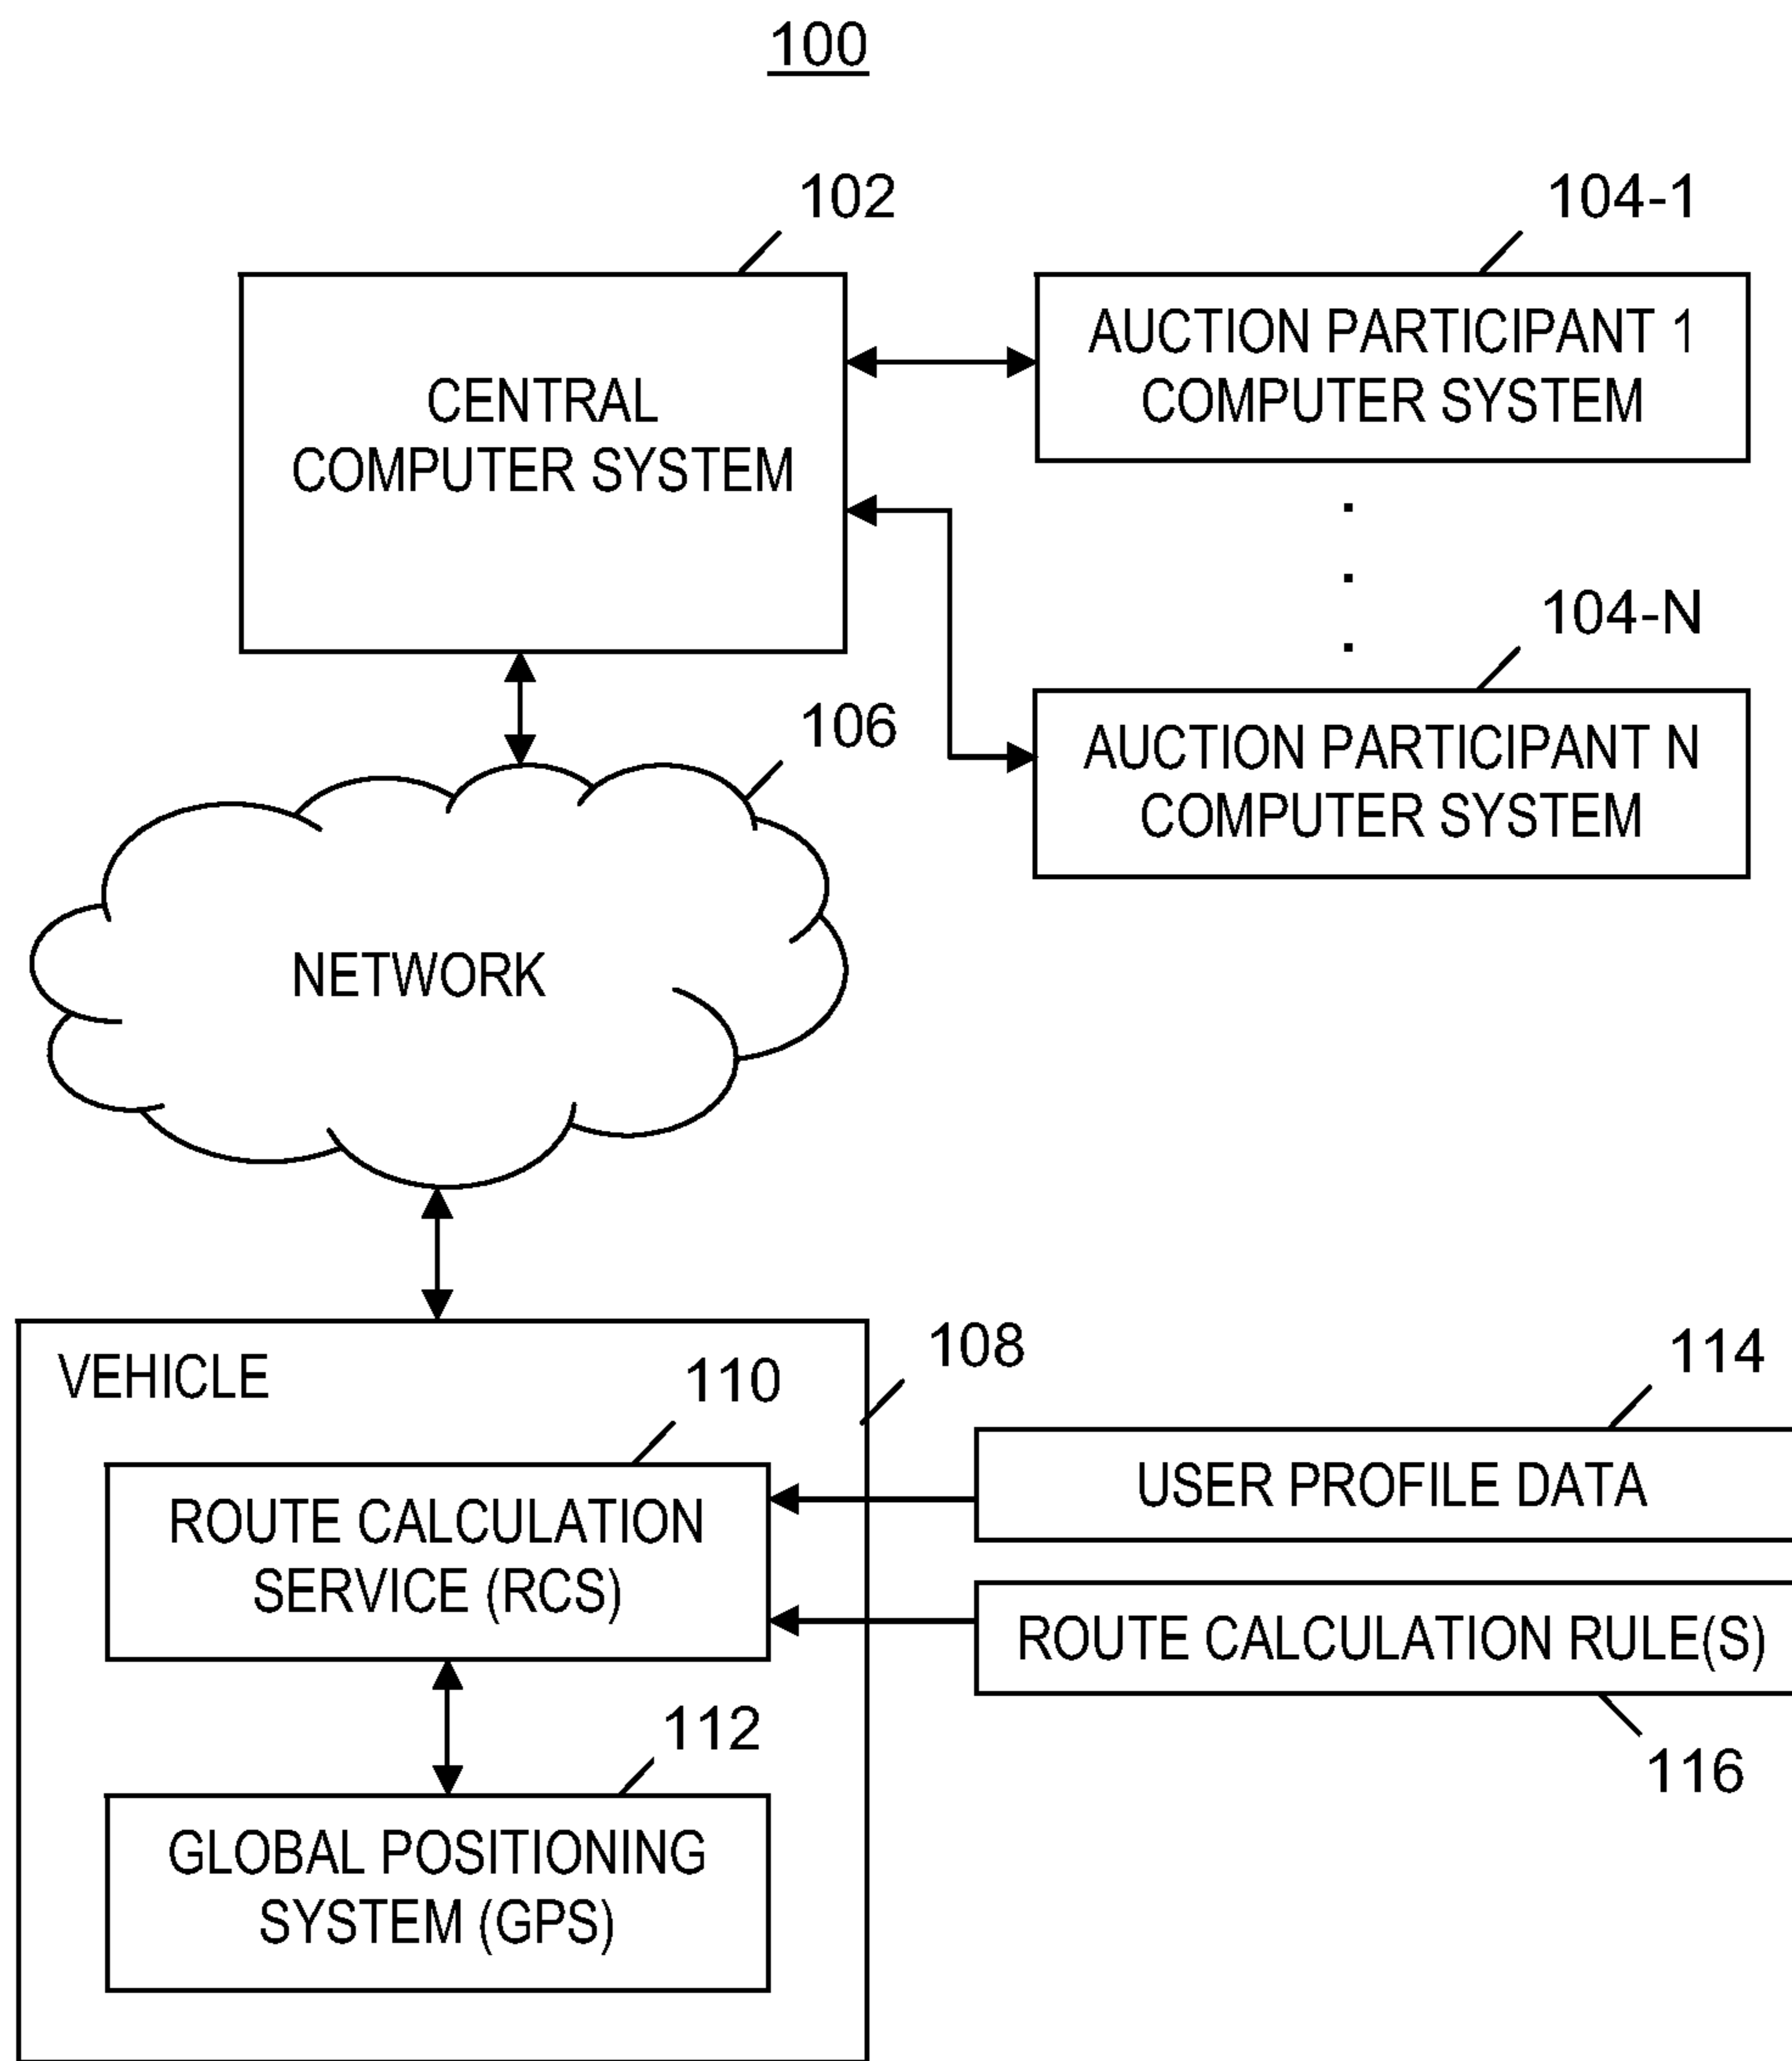 100
102
104-1
CENTRAL
COMPUTER SYSTEM
AUCTION PARTICIPANT 1
COMPUTER SYSTEM
.
.
.
104-N
AUCTION PARTICIPANT N
COMPUTER SYSTEM
106
NETWORK
108
VEHICLE
110
ROUTE CALCULATION
SERVICE (RCS)
112
GLOBAL POSITIONING
SYSTEM (GPS)
114
USER PROFILE DATA
ROUTE CALCULATION RULE(S)
116